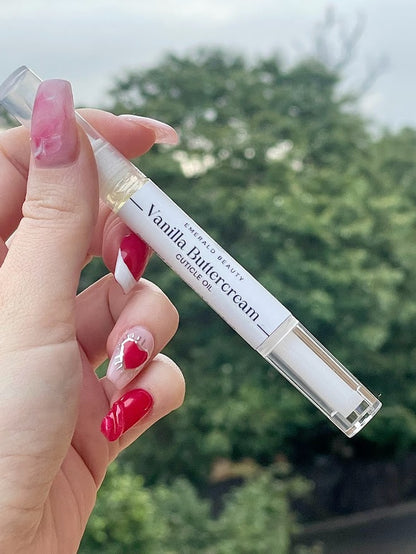 EMERALD BEAUTY
Vanilla Buttercream
CUTICLE OIL